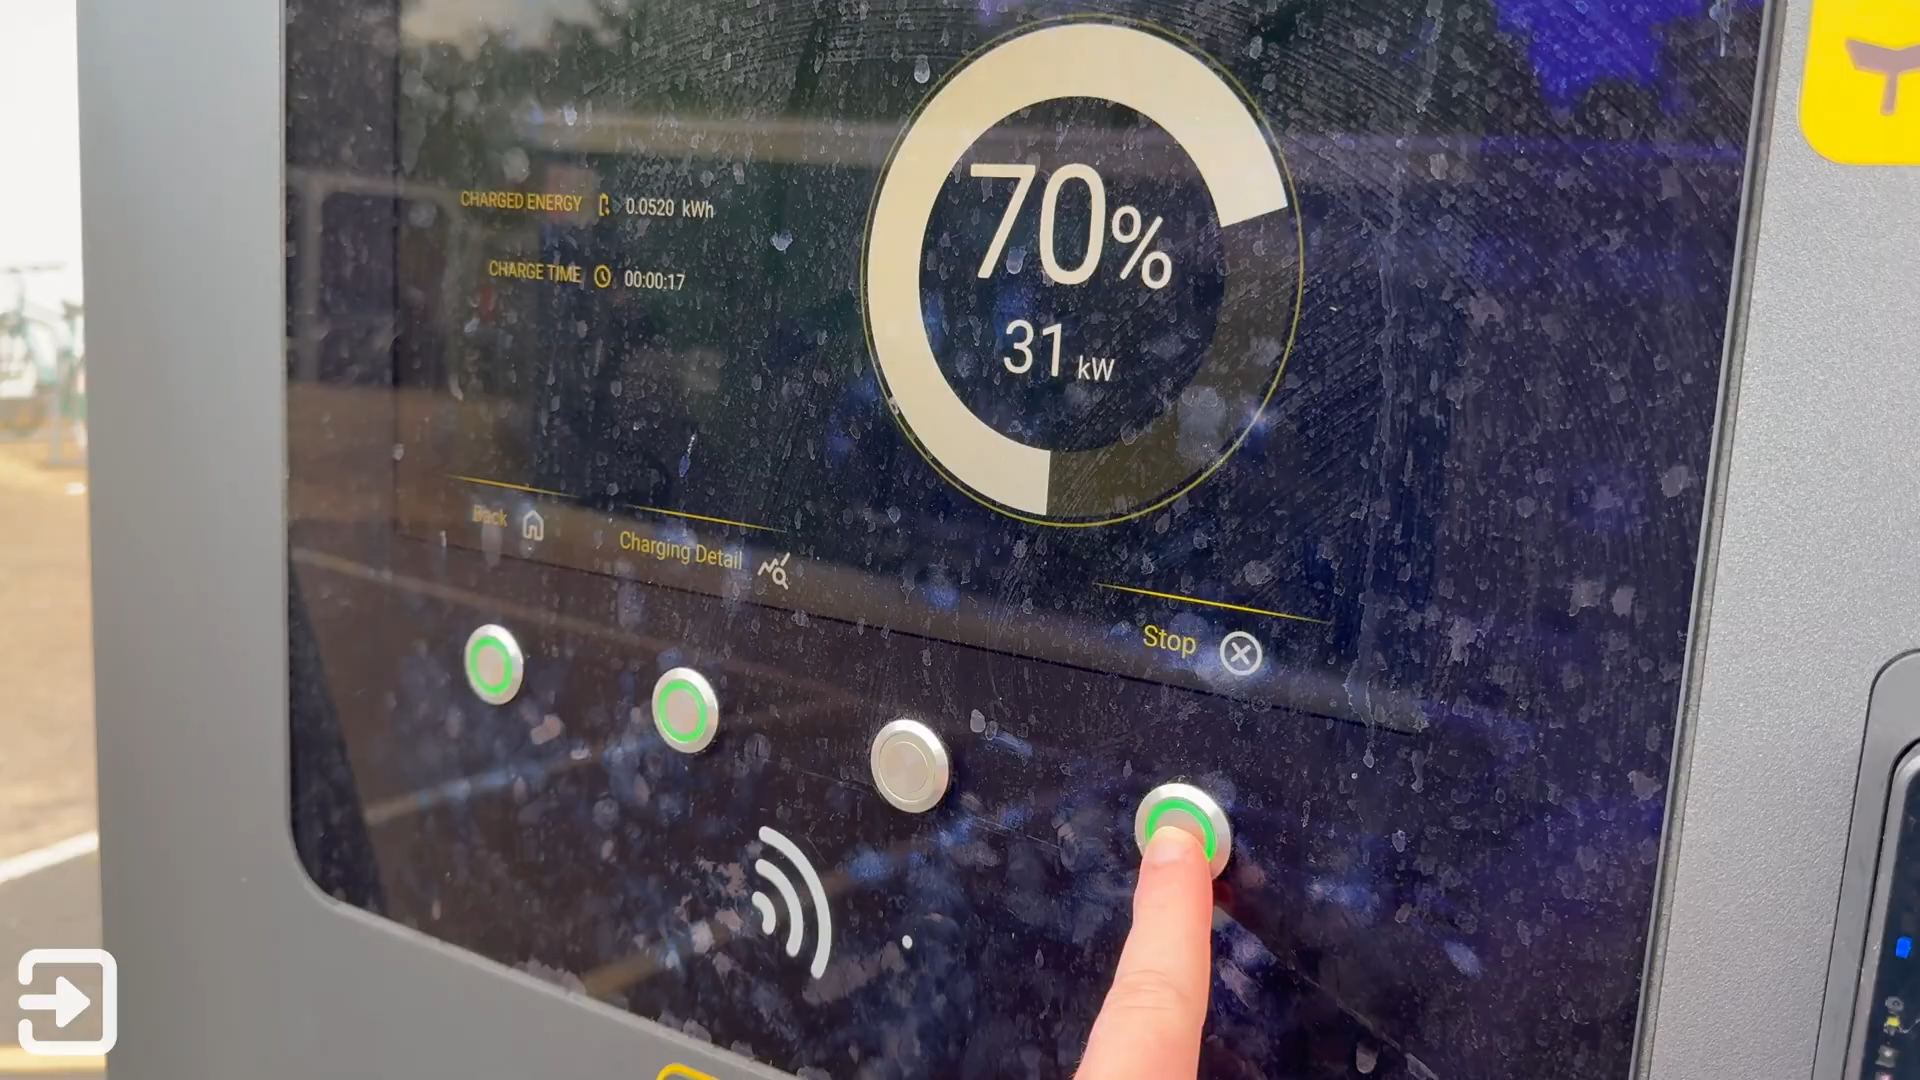 CHARGED ENERGY 0.0520 kWh
CHARGE TIME 00:00:17
70%
31 kW
Back
Charging Detail
Stop